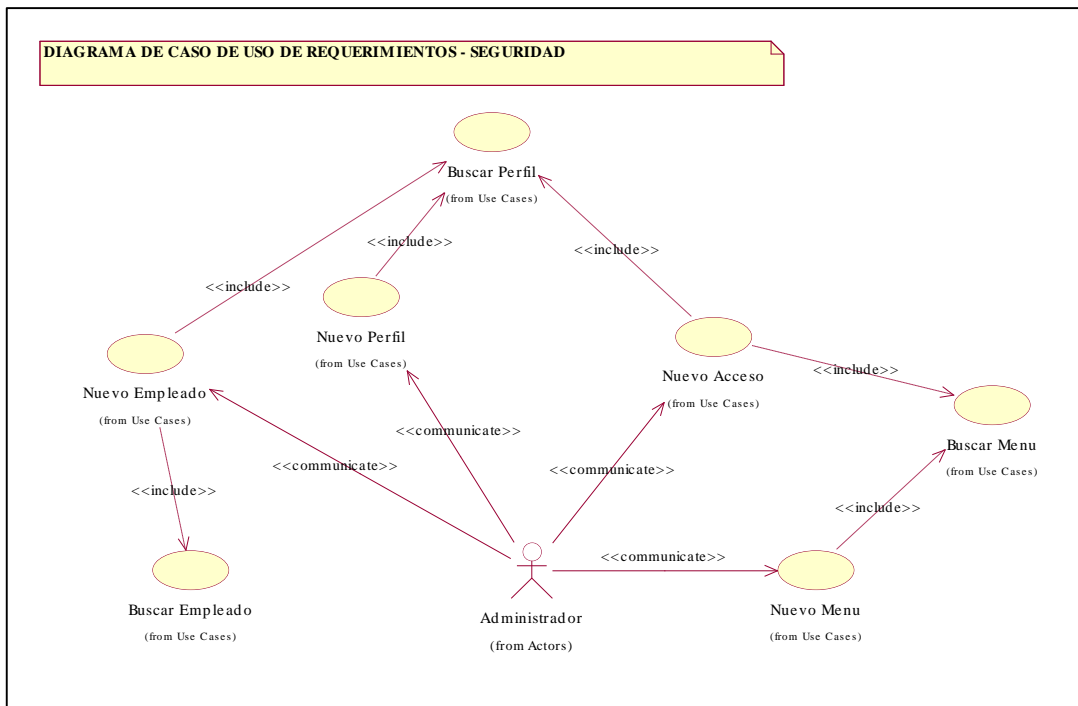 DIAGRAMA DE CASO DE USO DE REQUERIMIENTOS - SEGURIDAD
Buscar Perfil
(from Use Cases)
<<include>>
<<include>>
<<include>>
Nuevo Perfil
(from Use Cases)
Nuevo Empleado
(from Use Cases)
Nuevo Acceso
(from Use Cases)
<<include>>
Buscar Menu
(from Use Cases)
<<communicate>>
<<communicate>>
<<communicate>>
<<include>>
<<include>>
<<communicate>>
Buscar Empleado
(from Use Cases)
Administrador
(from Actors)
Nuevo Menu
(from Use Cases)